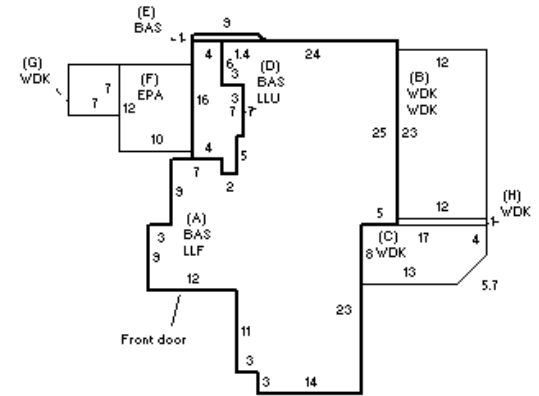 (E)
BAS
9
1
4
1.4
24
(G)
WDK
7
7
(F)
EPA
12
10
6
3
(D)
BAS
LLU
3
7
7
16
12
(B)
WDK
WDK
25
23
4
5
7
2
9
(A)
BAS
LLF
3
9
12
5
12
(H)
WDK
1
(C)
WDK
17
4
8
13
5.7
Front door
11
23
3
3
14